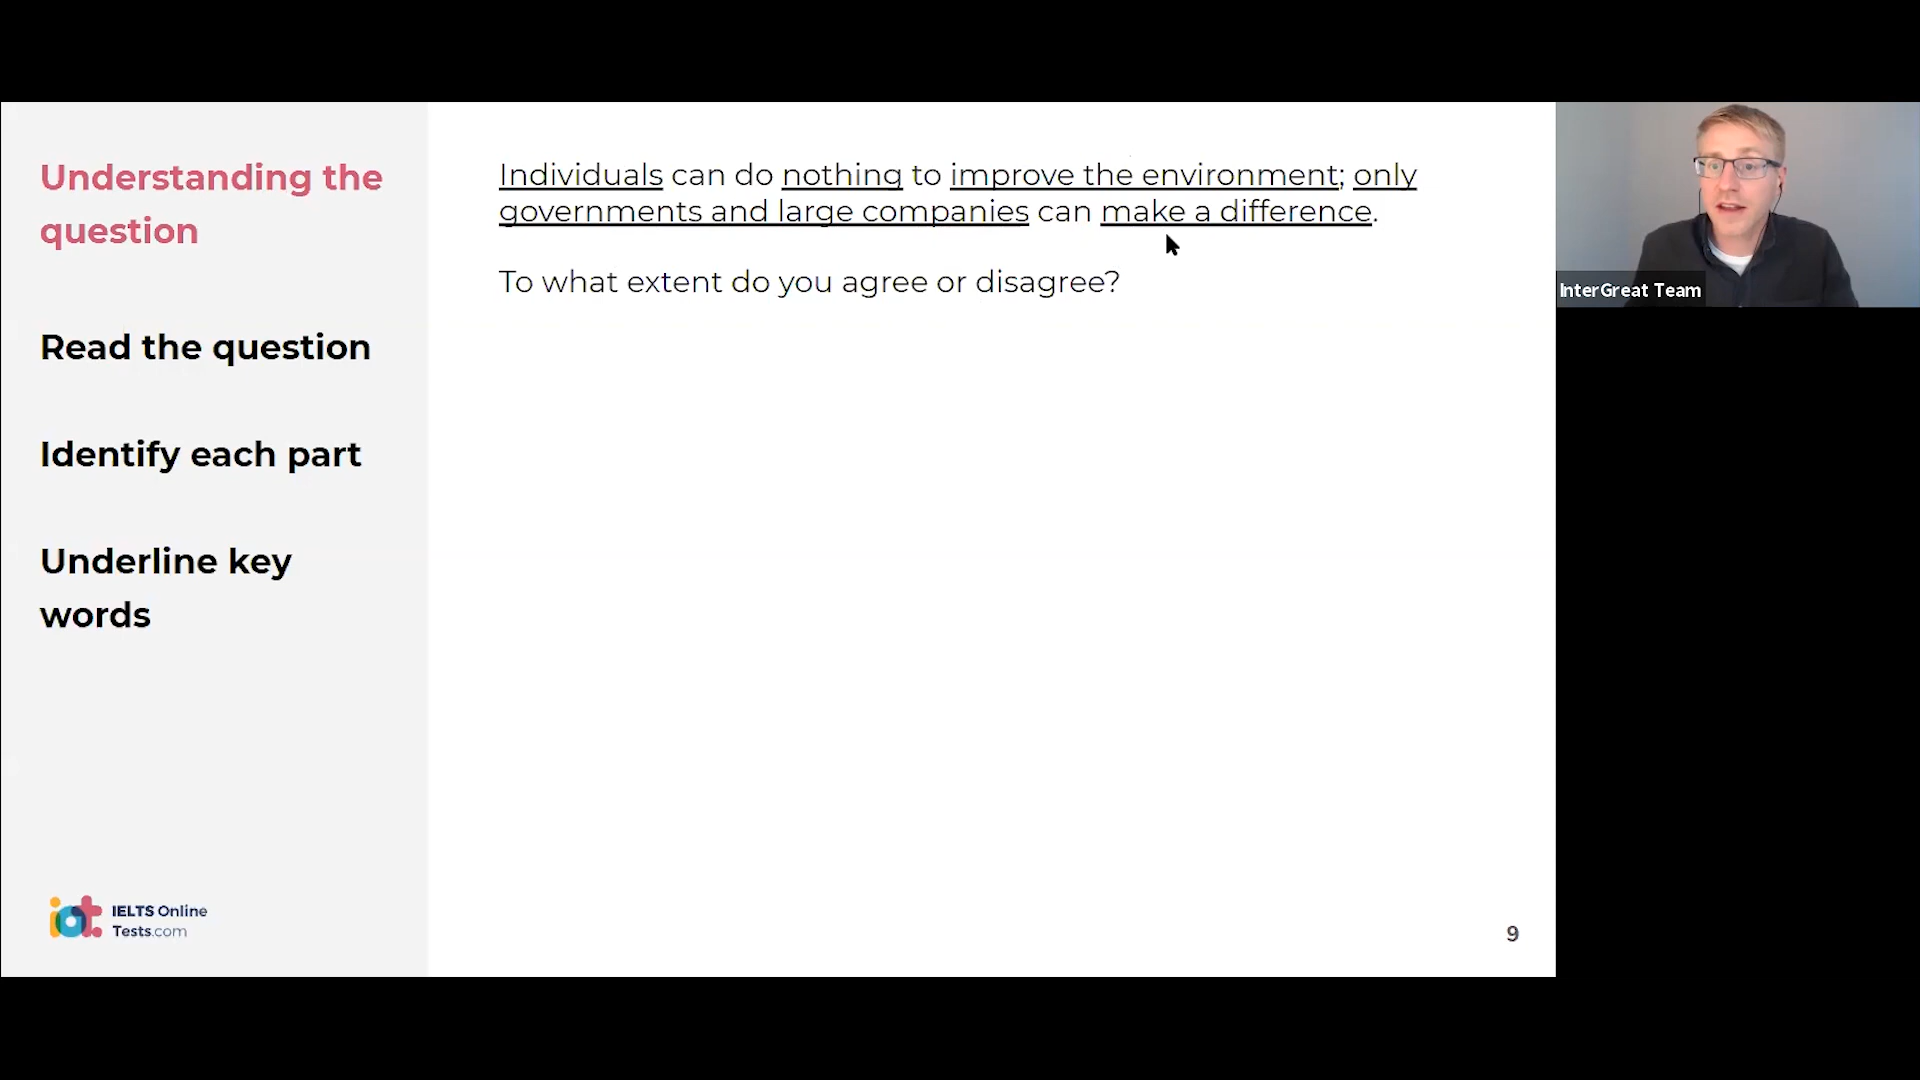 Understanding the
question
Read the question
Identify each part
Underline key
words
IELTS Online
Tests.com
Individuals can do nothing to improve the environment; only
governments and large companies can make a difference.
To what extent do you agree or disagree?
9
InterGreat Team